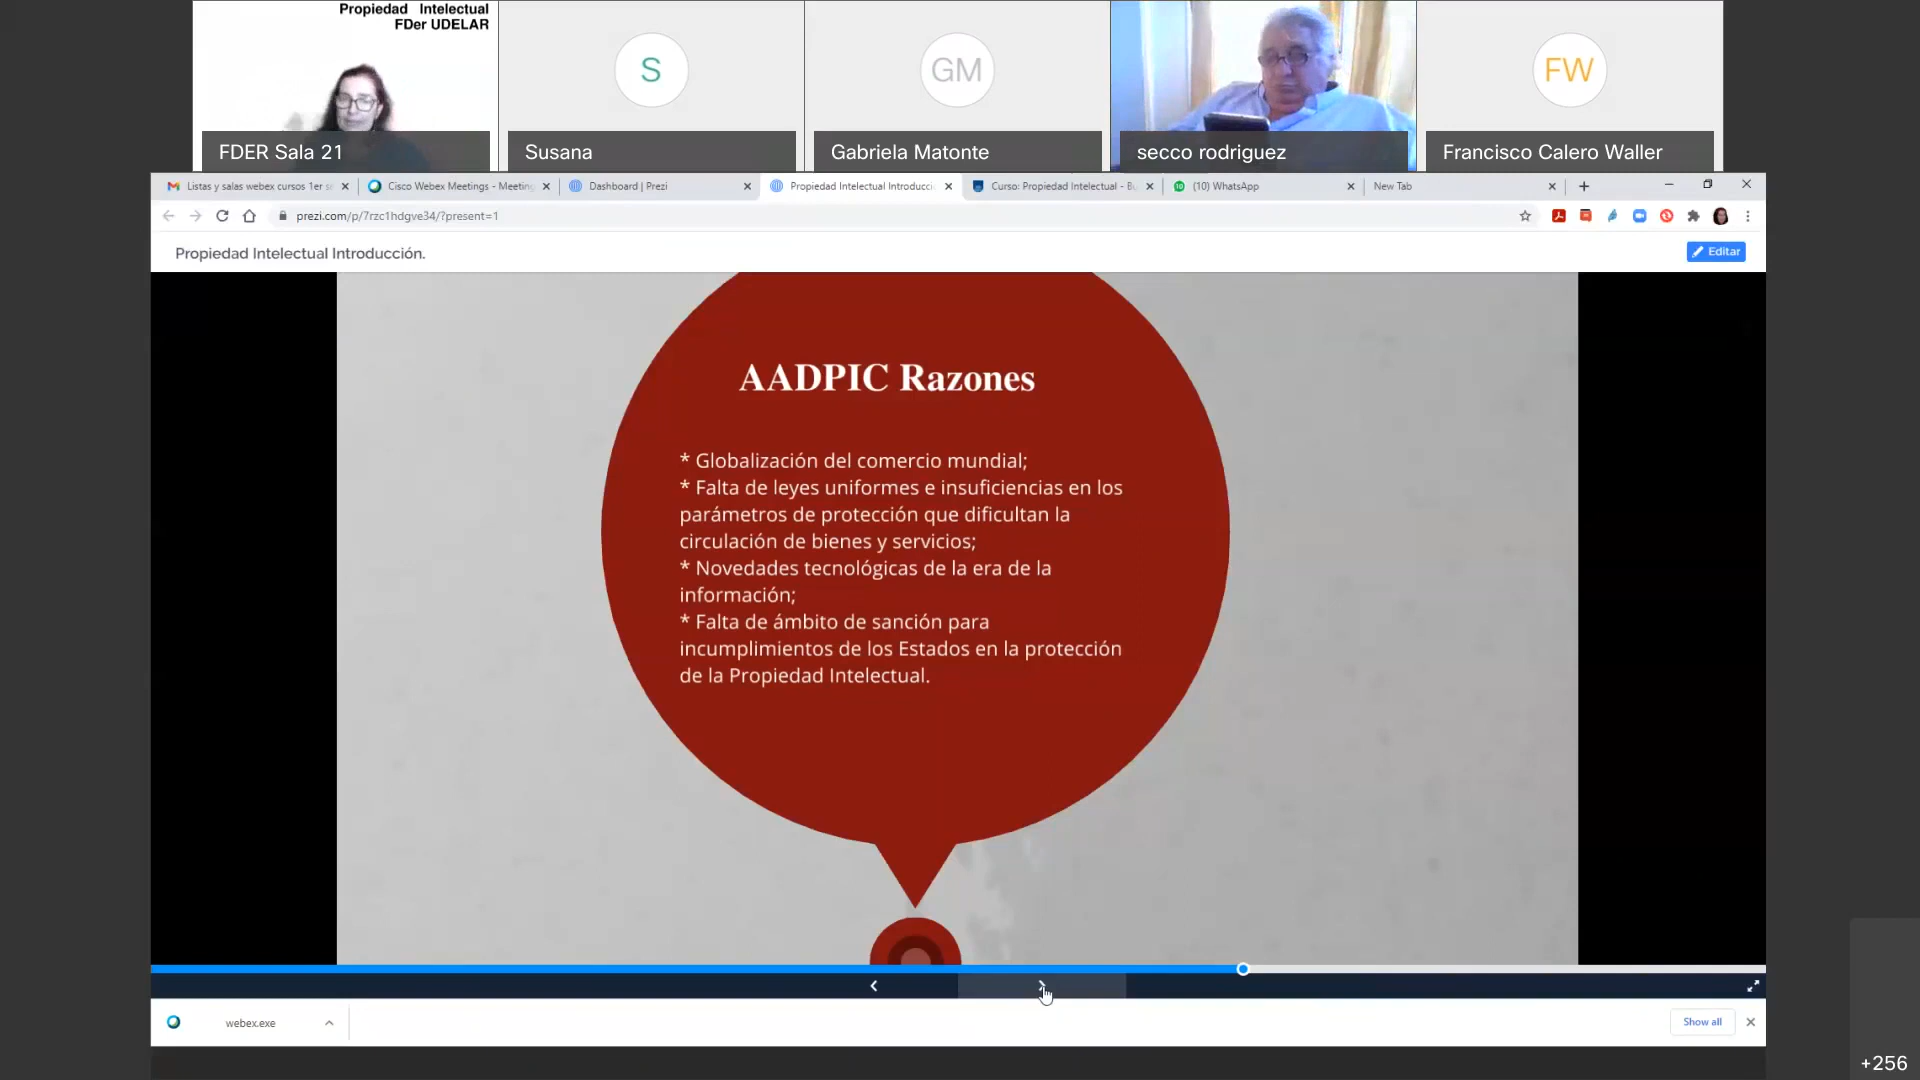 Propiedad Intelectual
FDer UDELAR
S
GM
FW
FDER Sala 21
Susana
Gabriela Matonte
secco rodriguez
Francisco Calero Waller
Listas y salas webex cursos 1er se
Cisco Webex Meetings - Meeting
Dashboard | Prezi
Propiedad Intelectual Introducci
Curso: Propiedad Intelectual - B
(10) WhatsApp
New Tab
prezi.com/p/7rzc1hdgve34/?present=1
Propiedad Intelectual Introducción.
Editar
AADPIC Razones
* Globalización del comercio mundial;
* Falta de leyes uniformes e insuficiencias en los
parámetros de protección que dificultan la
circulación de bienes y servicios;
* Novedades tecnológicas de la era de la
información;
* Falta de ámbito de sanción para
incumplimientos de los Estados en la protección
de la Propiedad Intelectual.
webex.exe
Show all
+256